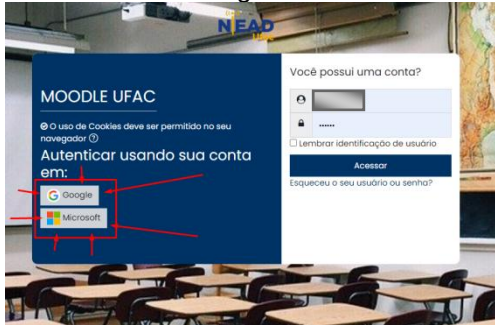 NEAD
MOODLE UFAC
O uso de Cookies deve ser permitido no seu
navegador
Autenticar usando sua conta
em:
Google
Microsoft
Você possui uma conta?
Lembrar identificação de usuário
Acessar
Esqueceu o seu usuário ou senha?